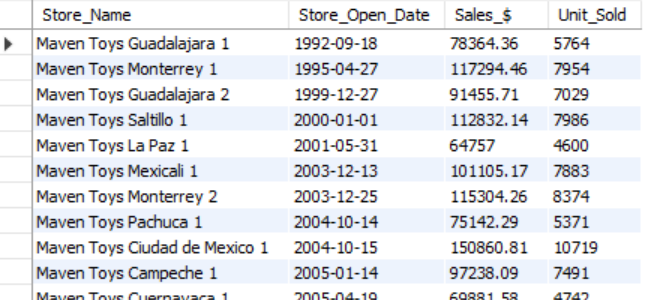 Store_Name Store_Open_Date Sales_$ Unit_Sold
Maven Toys Guadalajara 1 1992-09-18 78364.36 5764
Maven Toys Monterrey 1 1995-04-27 117294.46 7954
Maven Toys Guadalajara 2 1999-12-27 91455.71 7029
Maven Toys Saltillo 1 2000-01-01 112832.14 7986
Maven Toys La Paz 1 2001-05-31 64757 4600
Maven Toys Mexicali 1 2003-12-13 101105.17 7883
Maven Toys Monterrey 2 2003-12-25 115304.26 8374
Maven Toys Pachuca 1 2004-10-14 75142.29 5371
Maven Toys Ciudad de Mexico 1 2004-10-15 150860.81 10719
Maven Toys Campeche 1 2005-01-14 97238.09 7491
Maven Toys Cuernavaca 1 2005-04-19 69881.58 4742